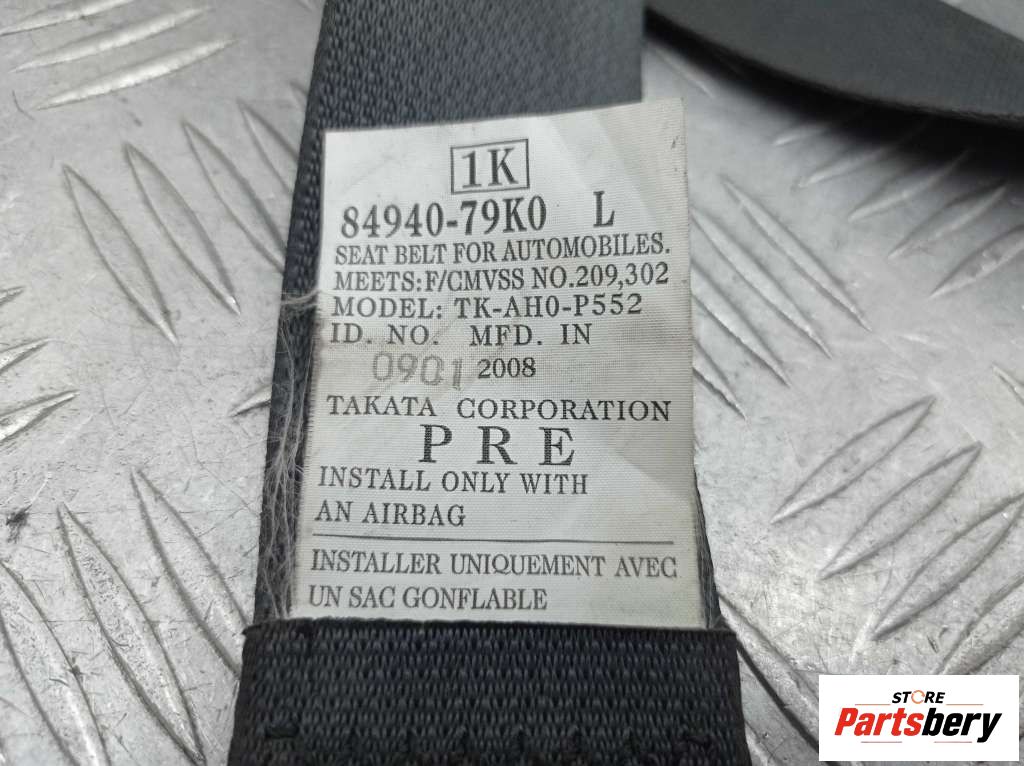 1K
84940-79K0 L
SEAT BELT FOR AUTOMOBILES.
MEETS:F/CMVSS NO.209,302
MODEL: TK-AH0-P552
ID. NO. MFD. IN
0901 2008
TAKATA CORPORATION
PRE
INSTALL ONLY WITH
AN AIRBAG
INSTALLER UNIQUEMENT AVEC
UN SAC GONFLABLE
STORE
Partsbery